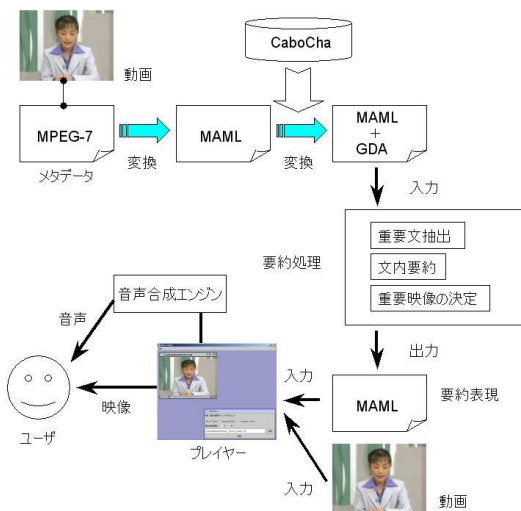 CaboCha
動画
MPEG-7
MAML
MAML
+
GDA
メタデータ
変換
変換
入力
重要文抽出
要約処理
文内要約
重要映像の決定
音声合成エンジン
音声
出力
入力
映像
MAML
要約表現
ユーザ
プレイヤー
入力
動画